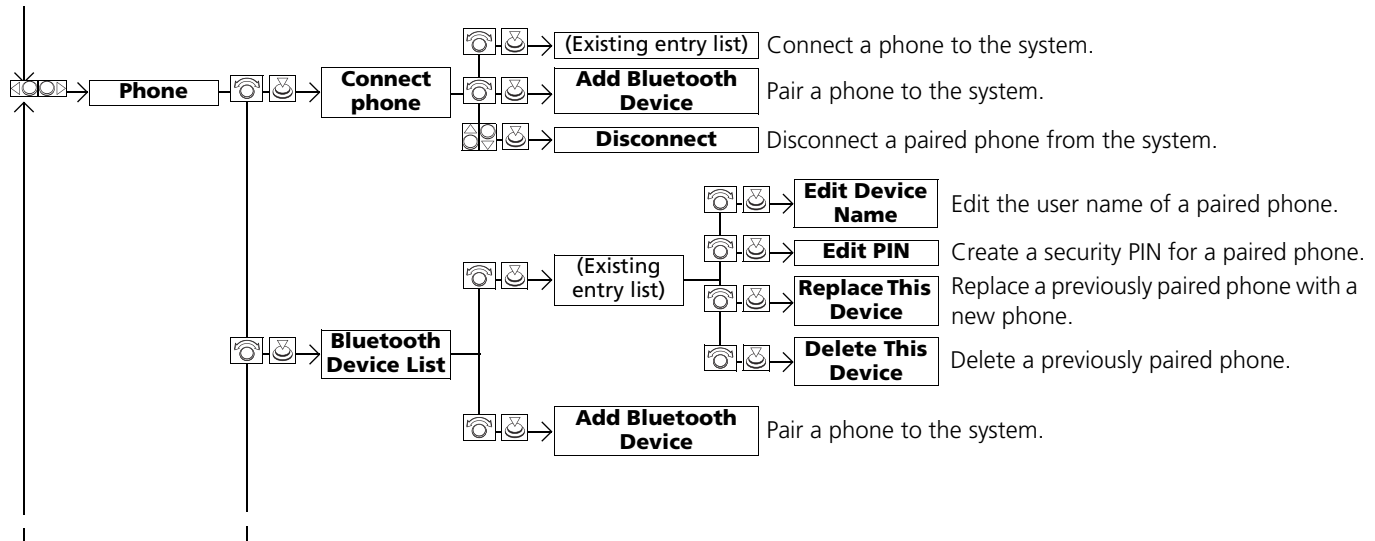 (Existing entry list) Connect a phone to the system.
Phone
Connect
phone
Add Bluetooth
Device
Pair a phone to the system.
Disconnect
Disconnect a paired phone from the system.
Bluetooth
Device List
(Existing
entry list)
Edit Device
Name
Edit the user name of a paired phone.
Edit PIN
Create a security PIN for a paired phone.
Replace This
Device
Replace a previously paired phone with a
new phone.
Delete This
Device
Delete a previously paired phone.
Add Bluetooth
Device
Pair a phone to the system.